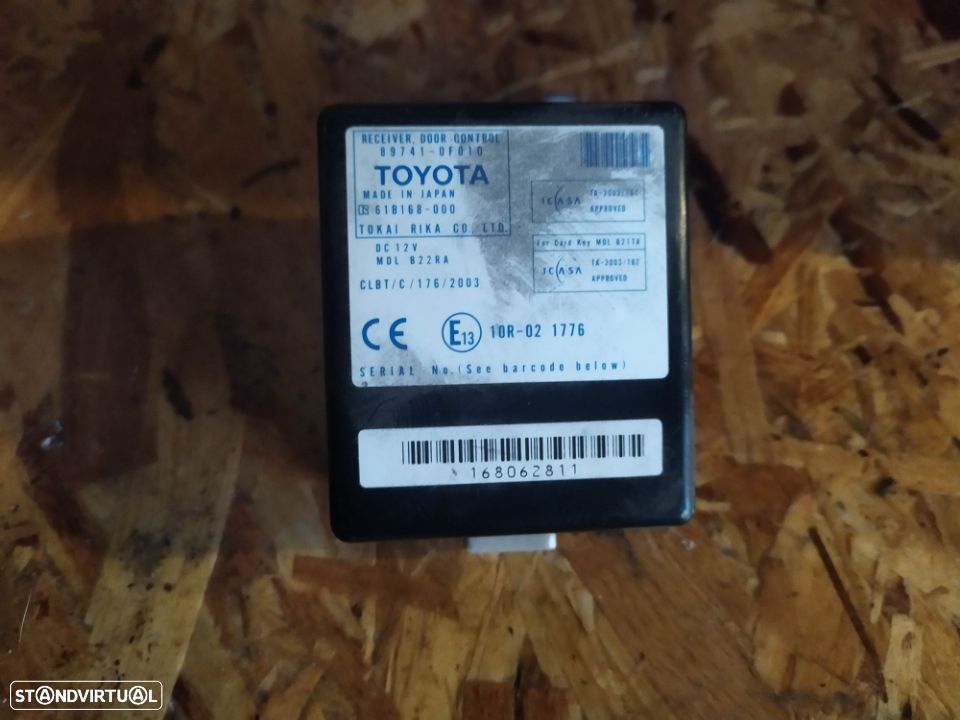 RECEIVER, DOOR CONTROL
89741-0F010
TOYOTA
MADE IN JAPAN
61B168-000
TOKAI RIKA CO., LTD.
DC 12V
MDL B22RA
CLBT/C/176/2003
ICASA
APPROVED
For Card Key MDL B21TA
ICASA
TA-2003/162
APPROVED
CE
E13
10R-02 1776
SERIAL No. (See barcode below)
168062811
STANDVIRTUAL